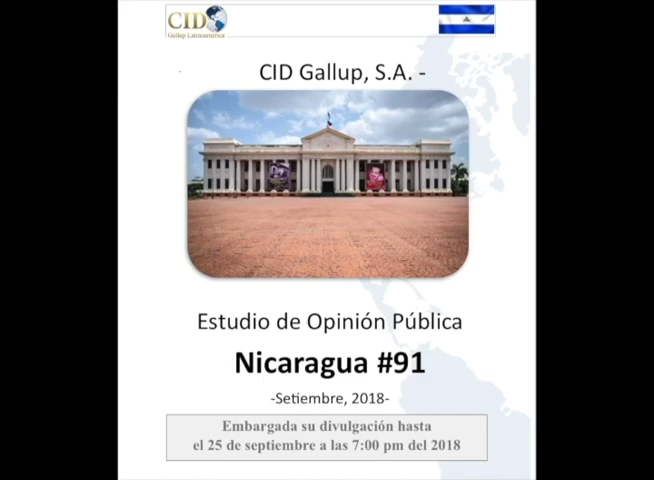 CID
Gallup Latinoamérica
CID Gallup, S.A. -
Estudio de Opinión Pública
Nicaragua #91
-Setiembre, 2018-
Embargada su divulgación hasta
el 25 de septiembre a las 7:00 pm del 2018